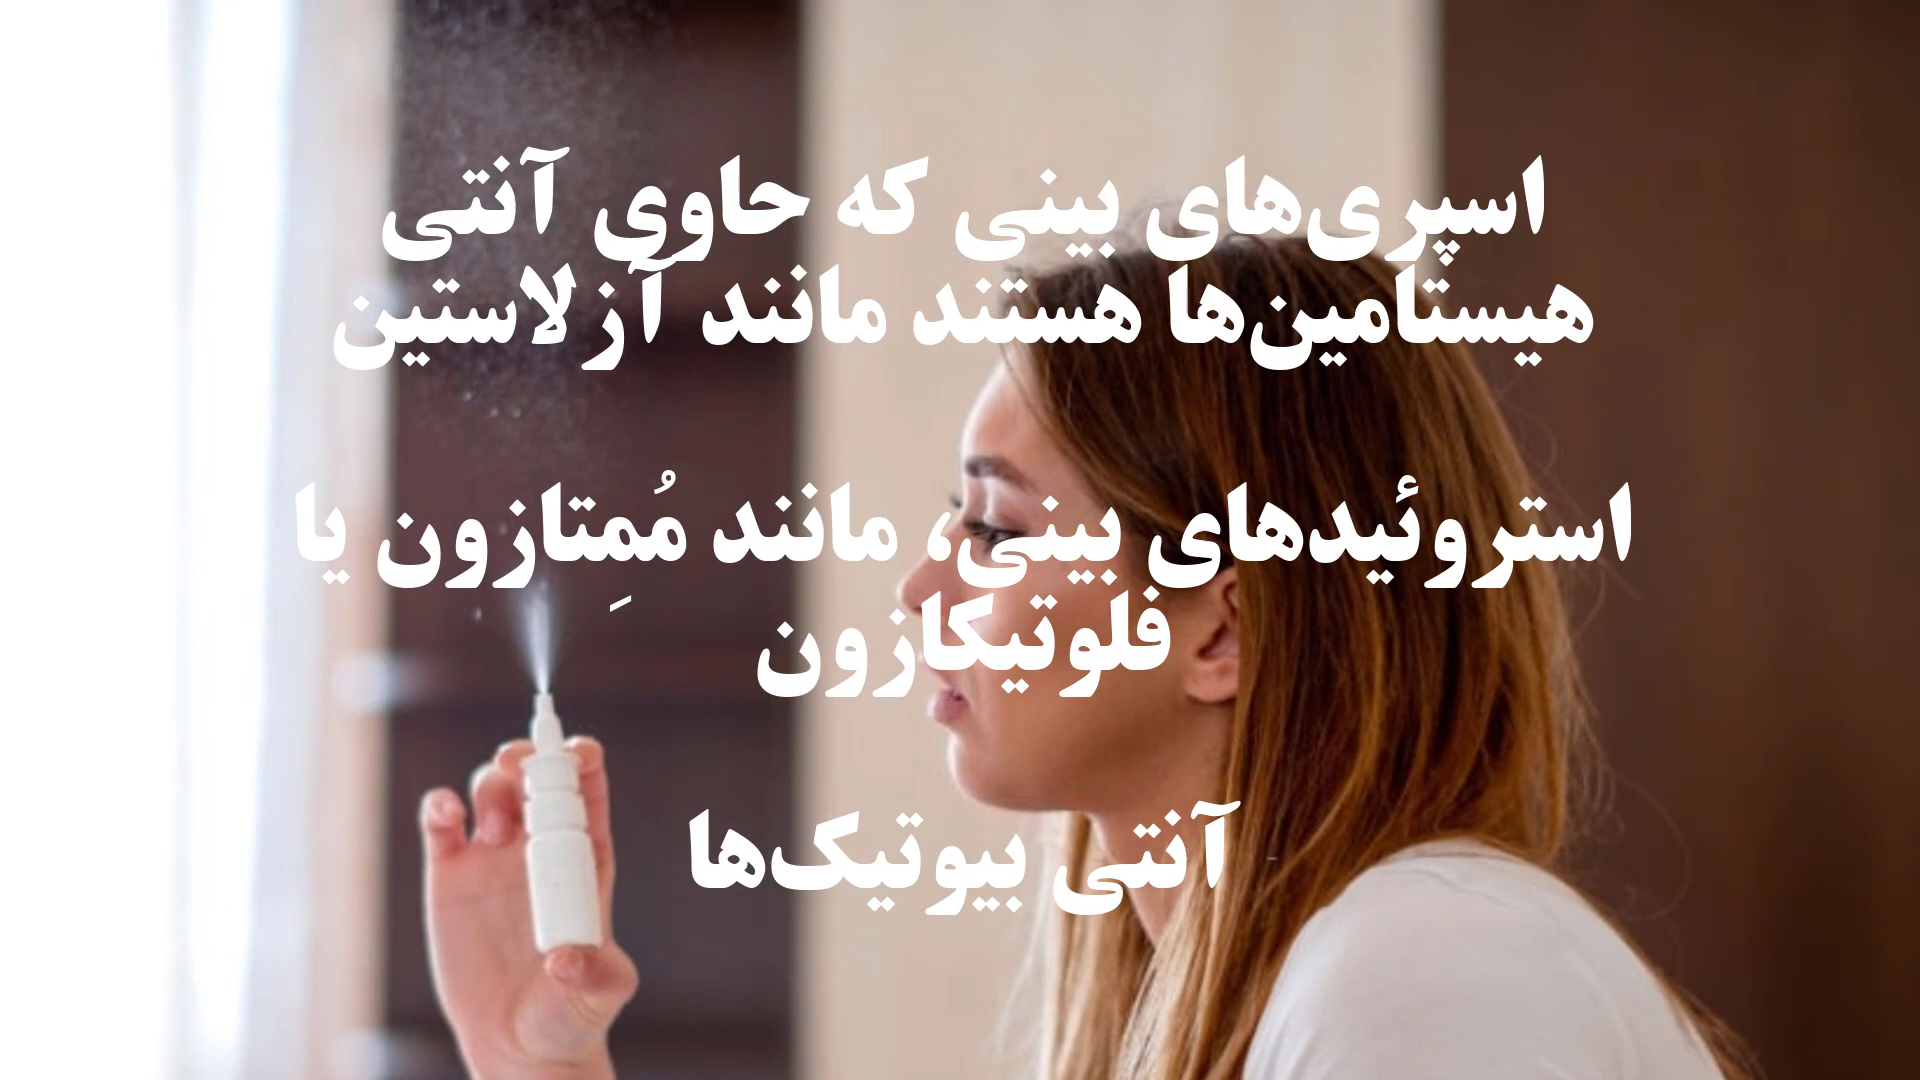 اسپری‌های بینی که حاوی آنتی
هیستامین‌ها هستند مانند آزلاستین
استروئیدهای بینی، مانند مُمِتازون یا
فلوتیکازون
آنتی بیوتیک‌ها